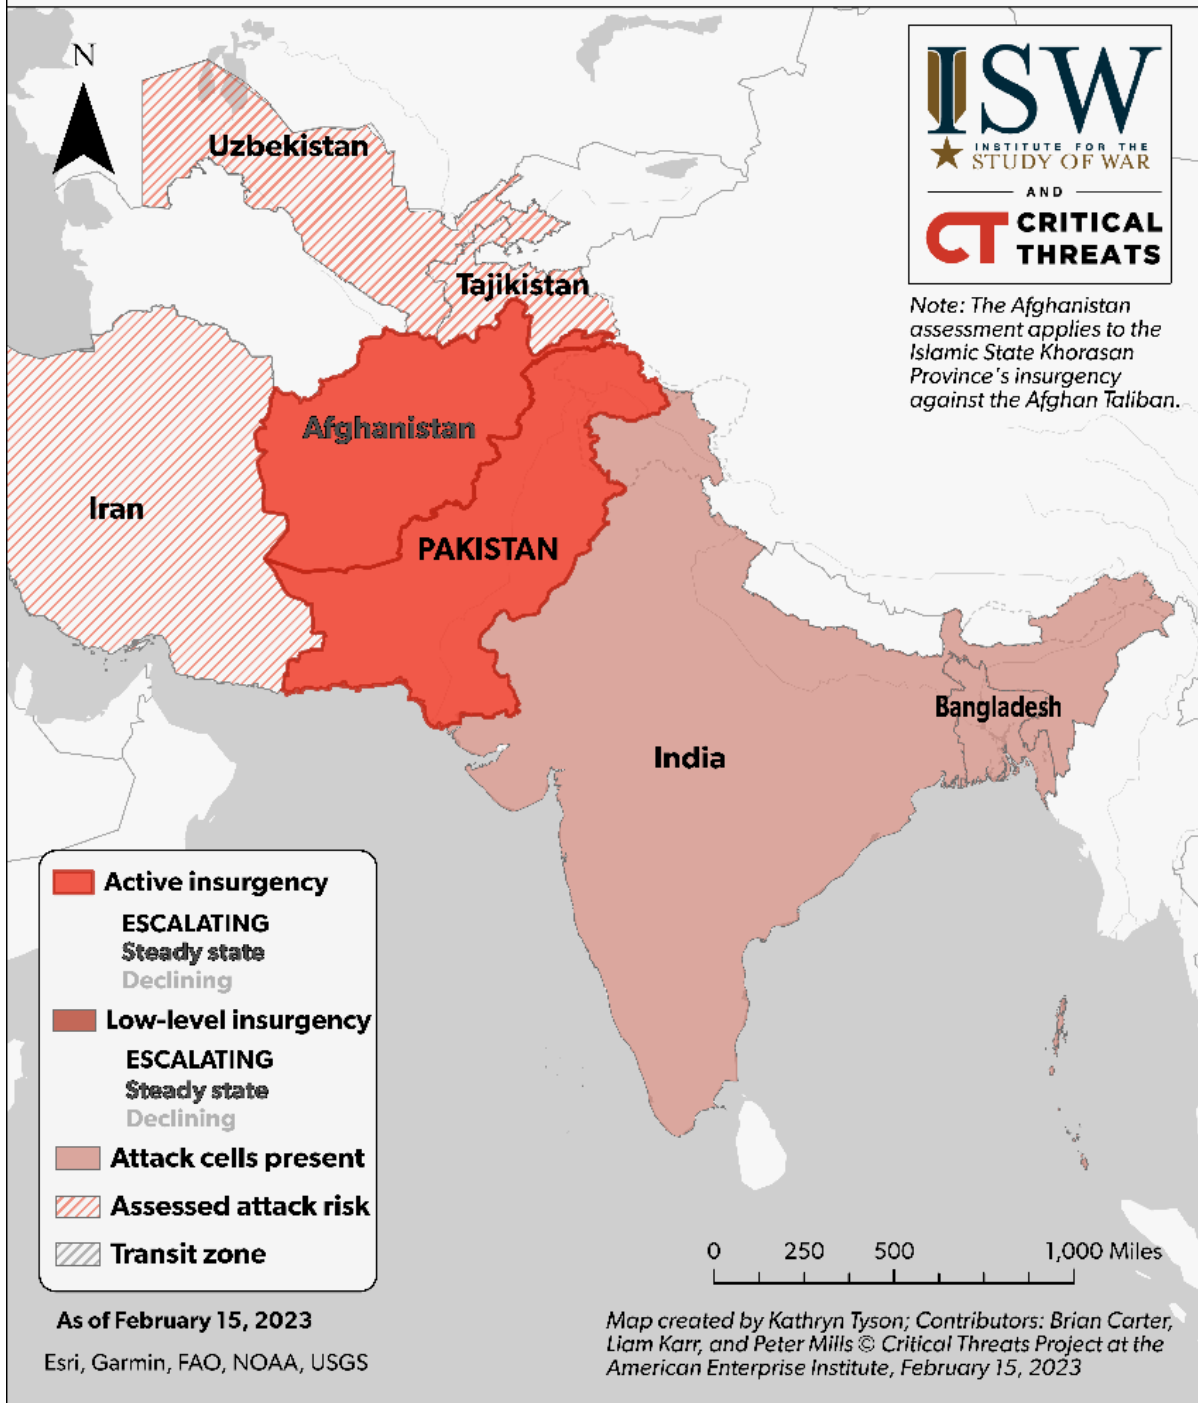 N
Uzbekistan
Tajikistan
Afghanistan
Iran
PAKISTAN
India
Bangladesh
ISW
INSTITUTE FOR THE
STUDY OF WAR
AND
CT CRITICAL
THREATS
Note: The Afghanistan
assessment applies to the
Islamic State Khorasan
Province's insurgency
against the Afghan Taliban.
Active insurgency
ESCALATING
Steady state
Declining
Low-level insurgency
ESCALATING
Steady state
Declining
Attack cells present
Assessed attack risk
Transit zone
As of February 15, 2023
Esri, Garmin, FAO, NOAA, USGS
0 250 500 1,000 Miles
Map created by Kathryn Tyson; Contributors: Brian Carter,
Liam Karr, and Peter Mills © Critical Threats Project at the
American Enterprise Institute, February 15, 2023